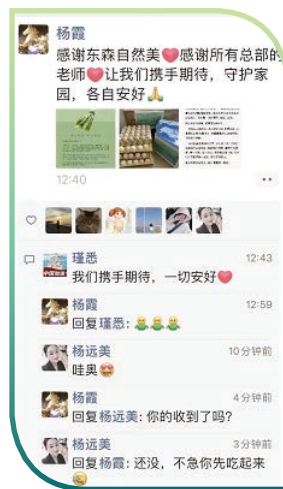 杨霞
感谢东森自然美❤️感谢所有总部的
老师❤️让我们携手期待，守护家
园，各自安好🙏
12:40
瑾悉
12:43
我们携手期待，一切安好❤️
杨霞
12:59
回复瑾悉:
杨远美
10分钟前
哇奥😍
杨霞
4分钟前
回复杨远美: 你的收到了吗?
杨远美
3分钟前
回复杨霞: 还没，不急你先吃起来